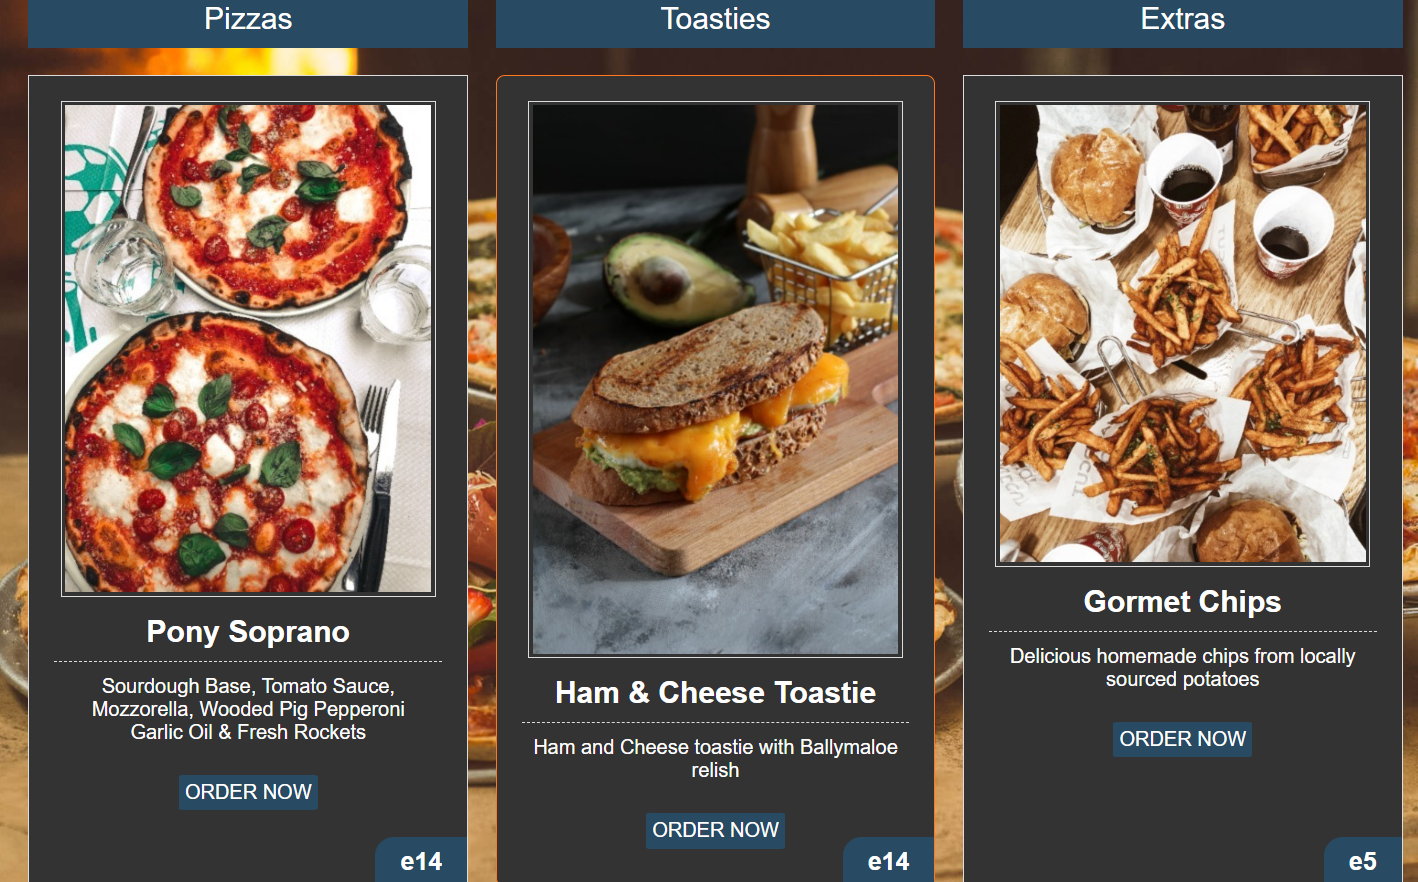 Pizzas
Toasties
Extras
Pony Soprano
Sourdough Base, Tomato Sauce,
Mozzorella, Wooded Pig Pepperoni
Garlic Oil & Fresh Rockets
ORDER NOW
e14
Ham & Cheese Toastie
Ham and Cheese toastie with Ballymaloe
relish
ORDER NOW
e14
Gormet Chips
Delicious homemade chips from locally
sourced potatoes
ORDER NOW
e5